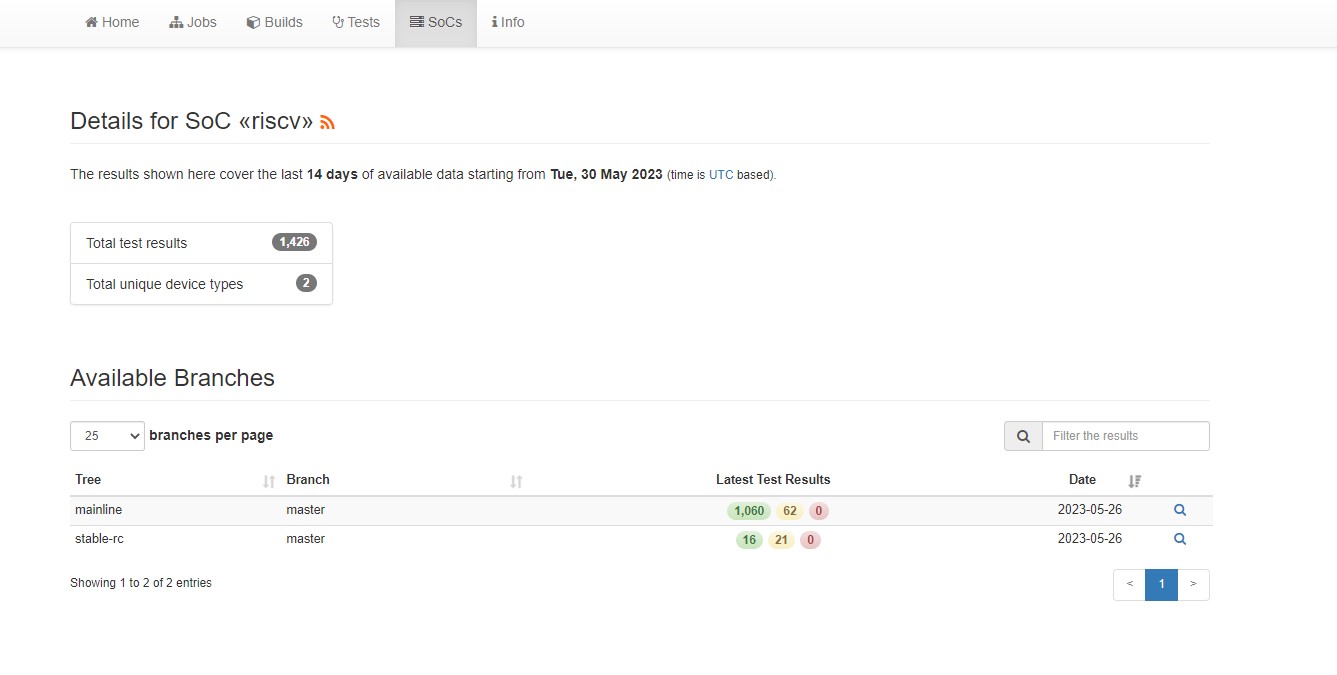 Home Jobs Builds Tests SoCs Info
Details for SoC «riscv»
The results shown here cover the last 14 days of available data starting from Tue, 30 May 2023 (time is UTC based).
Total test results 1,426
Total unique device types 2
Available Branches
25 branches per page Filter the results
Tree Branch Latest Test Results Date
mainline master 1,060 62 0 2023-05-26
stable-rc master 16 21 0 2023-05-26
Showing 1 to 2 of 2 entries < 1 >